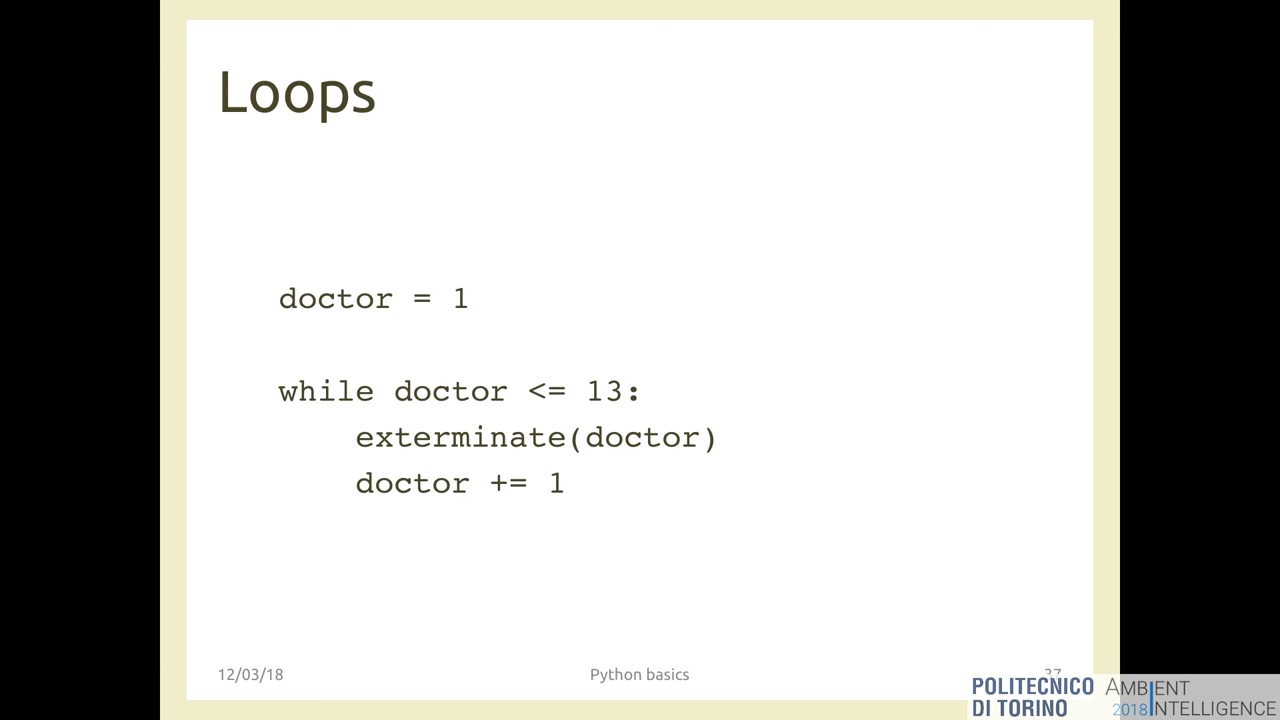 Loops
doctor = 1
while doctor <= 13:
    exterminate(doctor)
    doctor += 1
12/03/18
Python basics
37
POLITECNICO
DI TORINO
AMBIENT
2018 INTELLIGENCE